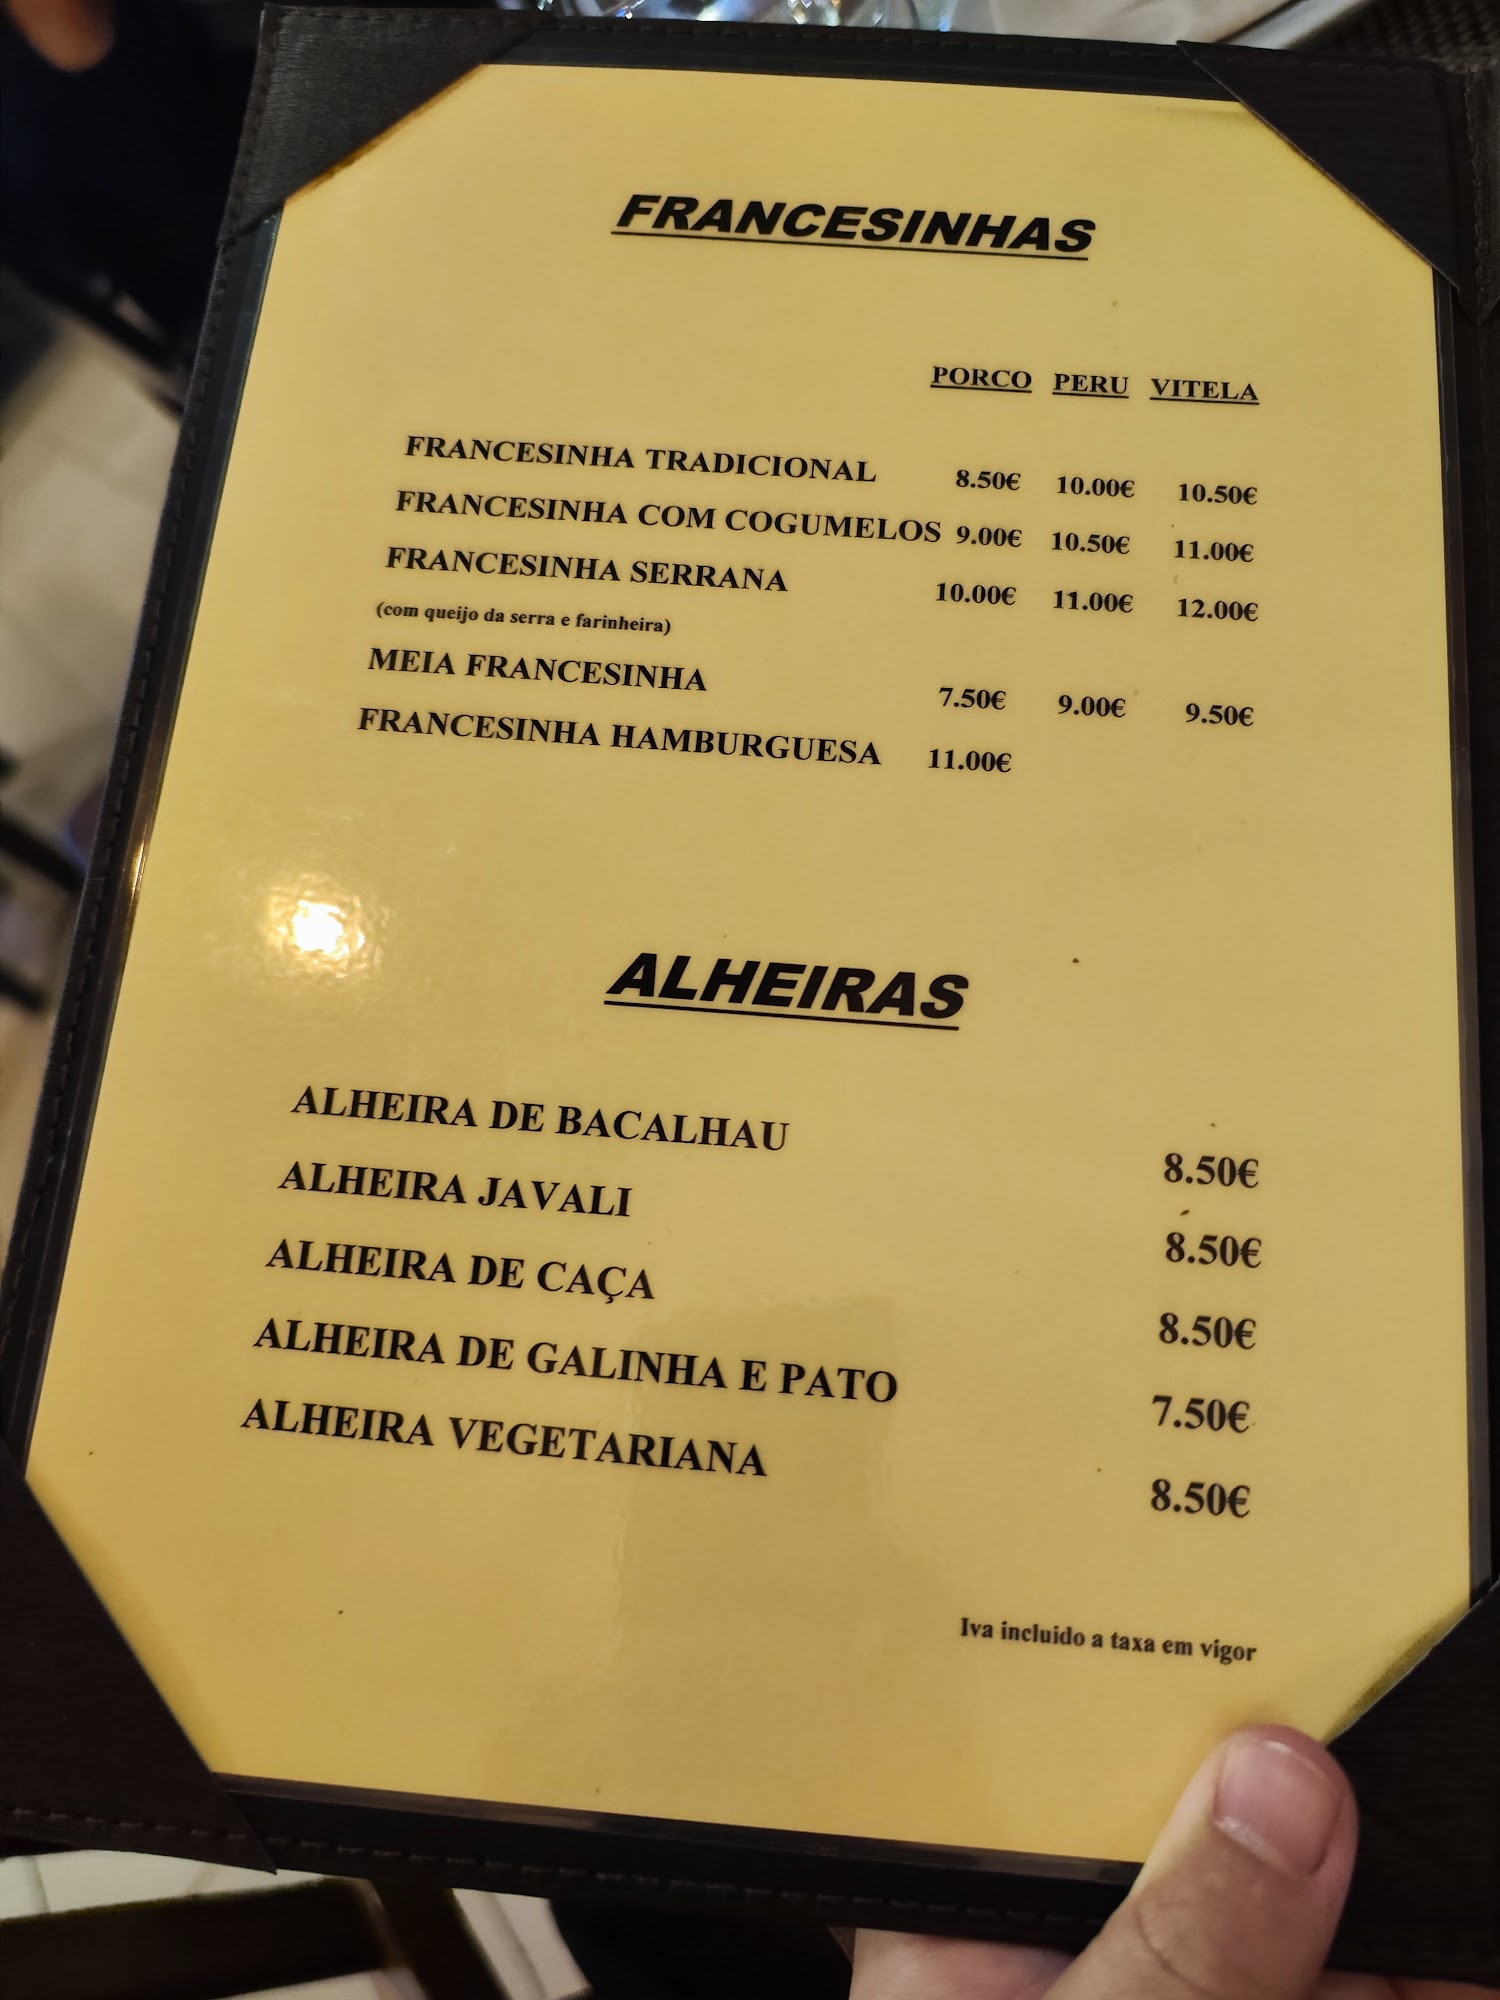 FRANCESINHAS
PORCO PERU VITELA
FRANCESINHA TRADICIONAL 8.50€ 10.00€ 10.50€
FRANCESINHA COM COGUMELOS 9.00€ 10.50€ 11.00€
FRANCESINHA SERRANA 10.00€ 11.00€ 12.00€
(com queijo da serra e farinheira)
MEIA FRANCESINHA 7.50€ 9.00€ 9.50€
FRANCESINHA HAMBURGUESA 11.00€
ALHEIRAS
ALHEIRA DE BACALHAU 8.50€
ALHEIRA JAVALI 8.50€
ALHEIRA DE CAÇA 8.50€
ALHEIRA DE GALINHA E PATO 7.50€
ALHEIRA VEGETARIANA 8.50€
Iva incluido a taxa em vigor